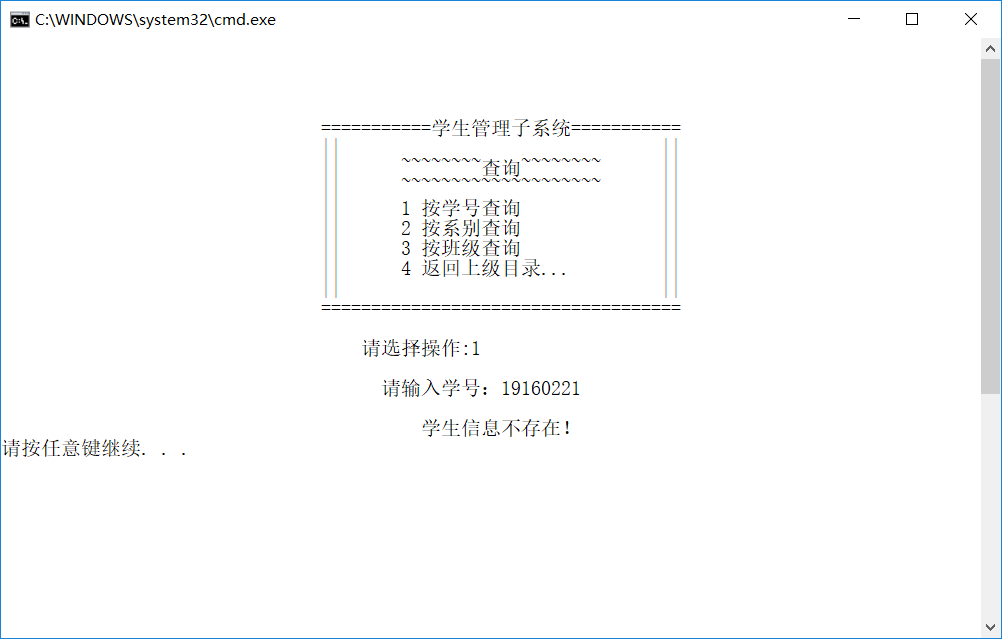 C:\WINDOWS\system32\cmd.exe
===========学生管理子系统===========
~~~~~~~~查询~~~~~~~~
~~~~~~~~~~~~~~~~~~~~
1 按学号查询
2 按系别查询
3 按班级查询
4 返回上级目录...
====================================
请选择操作:1
请输入学号：19160221
学生信息不存在！
请按任意键继续. . .